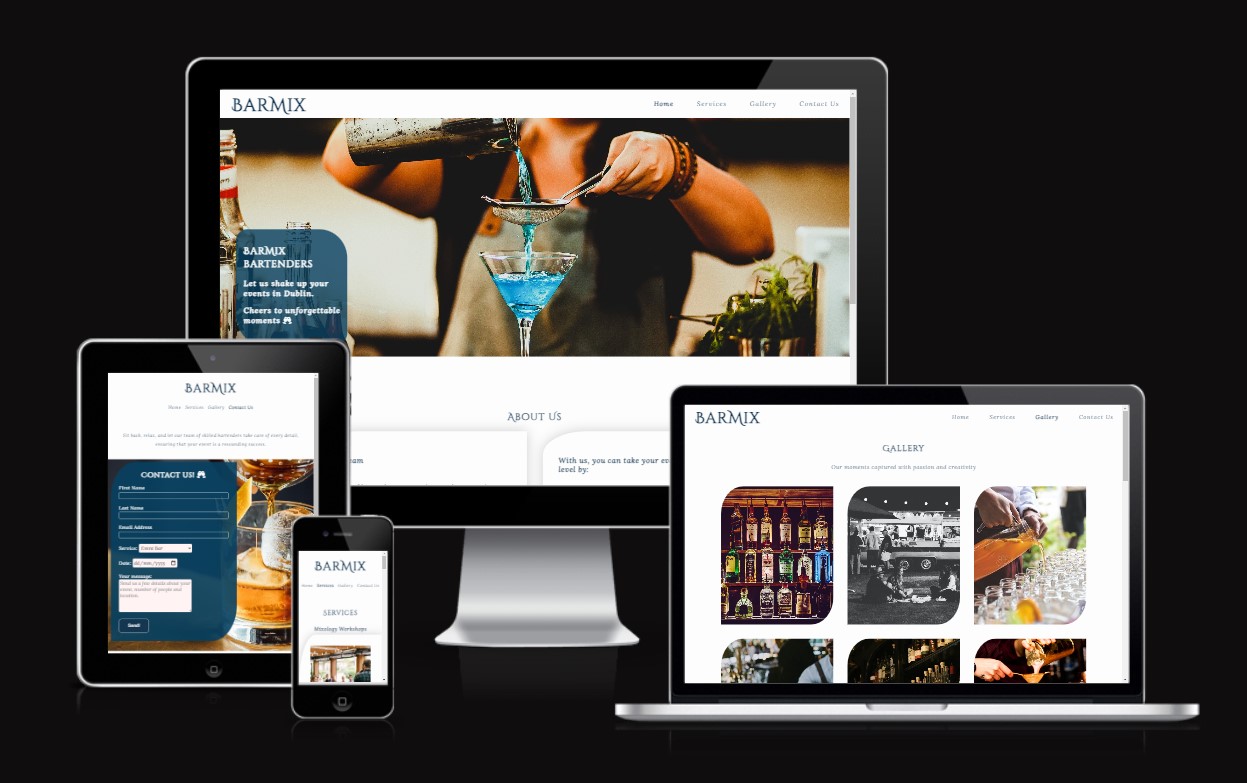 BARMIX
Home Services Gallery Contact Us
BARMIX
BARTENDERS
Let us shake up your
events in Dublin.
Cheers to unforgettable
moments
ABOUT US
With us, you can take your
level by:
BARMIX
Home Services Gallery Contact Us
Sit back, relax, and let our team of skilled bartenders take care of every detail,
ensuring that your event is a resounding success.
CONTACT US!
First Name
Last Name
Email Address
Service: Event Bar
Date: dd/mm/yyyy
Your message:
Send us a few details about your
event, number of people and
location
Send!
BARMIX
Home Services Gallery Contact Us
SERVICES
Mixology Workshops
BARMIX
Home Services Gallery Contact Us
GALLERY
Our moments captured with passion and creativity